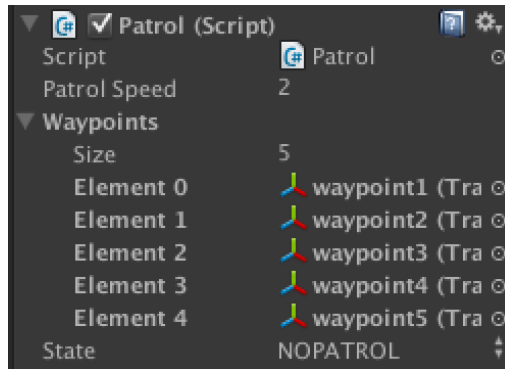 Patrol (Script)
Script Patrol
Patrol Speed 2
Waypoints
Size 5
Element 0 waypoint1 (Tra
Element 1 waypoint2 (Tra
Element 2 waypoint3 (Tra
Element 3 waypoint4 (Tra
Element 4 waypoint5 (Tra
State NOPATROL